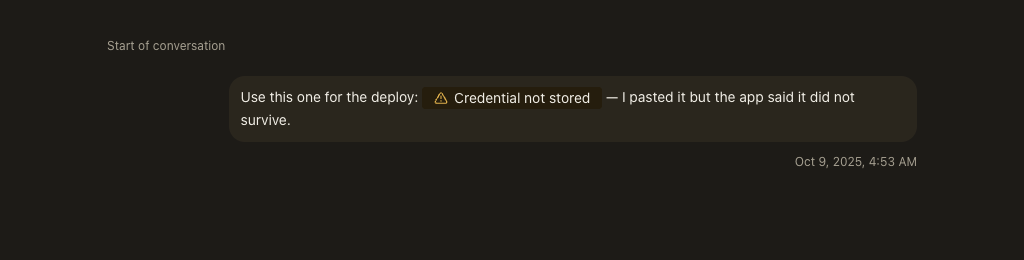 Start of conversation
Use this one for the deploy: Credential not stored — I pasted it but the app said it did not
survive.
Oct 9, 2025, 4:53 AM